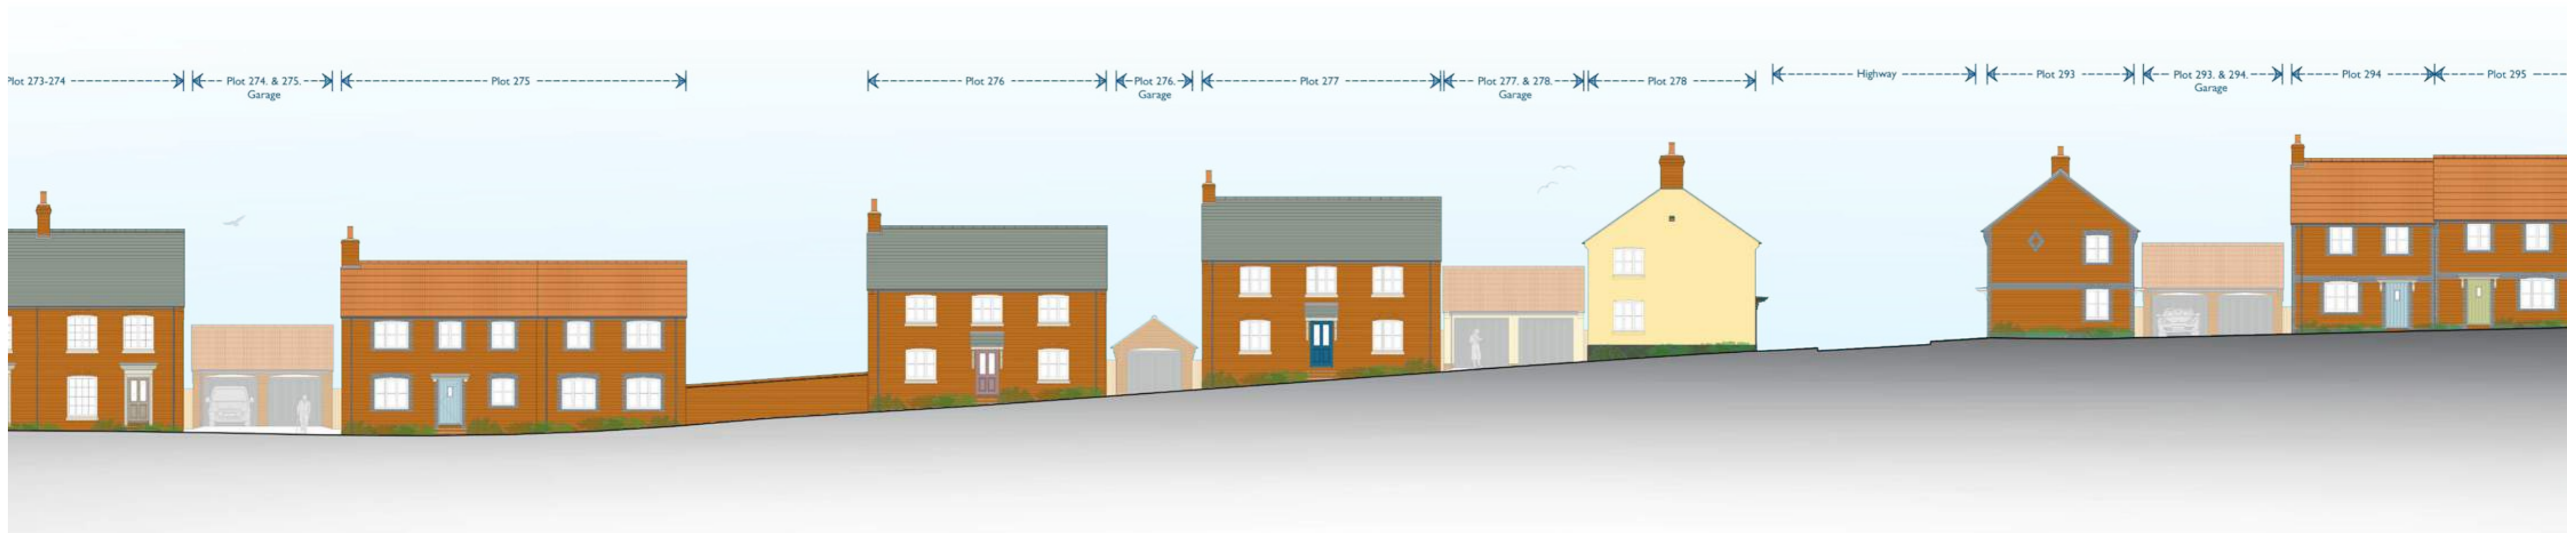 Plot 273-274
Plot 274. & 275.
Garage
Plot 275
Plot 276
Plot 276.
Garage
Plot 277
Plot 277. & 278.
Garage
Plot 278
Highway
Plot 293
Plot 293. & 294.
Garage
Plot 294
Plot 295